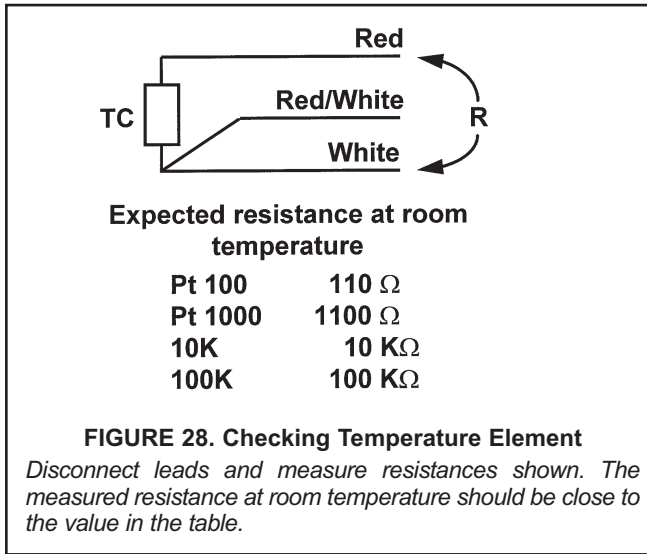 Red
Red/White
TC
R
White
Expected resistance at room
temperature
Pt 100 110 Ω
Pt 1000 1100 Ω
10K 10 KΩ
100K 100 KΩ
FIGURE 28. Checking Temperature Element
Disconnect leads and measure resistances shown. The
measured resistance at room temperature should be close to
the value in the table.